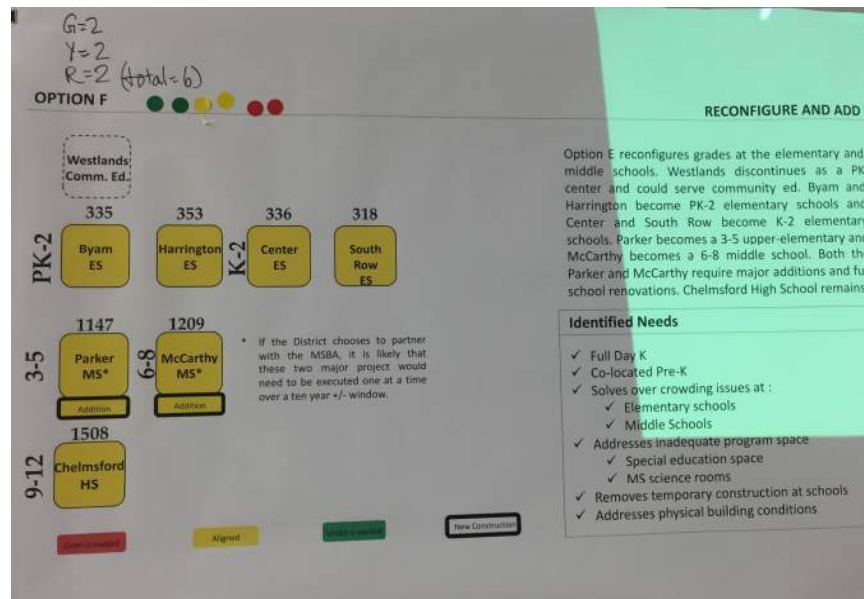 G=2
Y=2
R=2 (total=6)
OPTION F
RECONFIGURE AND ADD
Westlands
Comm. Ed.
335
353
336
318
PK-2
Byam
ES
Harrington
ES
K-2
Center
ES
South
Row
ES
Option E reconfigures grades at the elementary and
middle schools. Westlands discontinues as a PK
center and could serve community ed. Byam and
Harrington become PK-2 elementary schools and
Center and South Row become K-2 elementary
schools. Parker becomes a 3-5 upper-elementary and
McCarthy becomes a 6-8 middle school. Both the
Parker and McCarthy require major additions and fu
school renovations. Chelmsford High School remains
1147
1209
3-5
Parker
MS*
Addition
6-8
McCarthy
MS*
Addition
* If the District chooses to partner
with the MSBA, it is likely that
these two major project would
need to be executed one at a time
over a ten year +/- window.
1508
9-12
Chelmsford
HS
Identified Needs
✓ Full Day K
✓ Co-located Pre-K
✓ Solves over crowding issues at :
✓ Elementary schools
✓ Middle Schools
✓ Addresses inadequate program space
✓ Special education space
✓ MS science rooms
✓ Removes temporary construction at schools
✓ Addresses physical building conditions
Over-crowded
Aligned
Under-crowded
New Construction